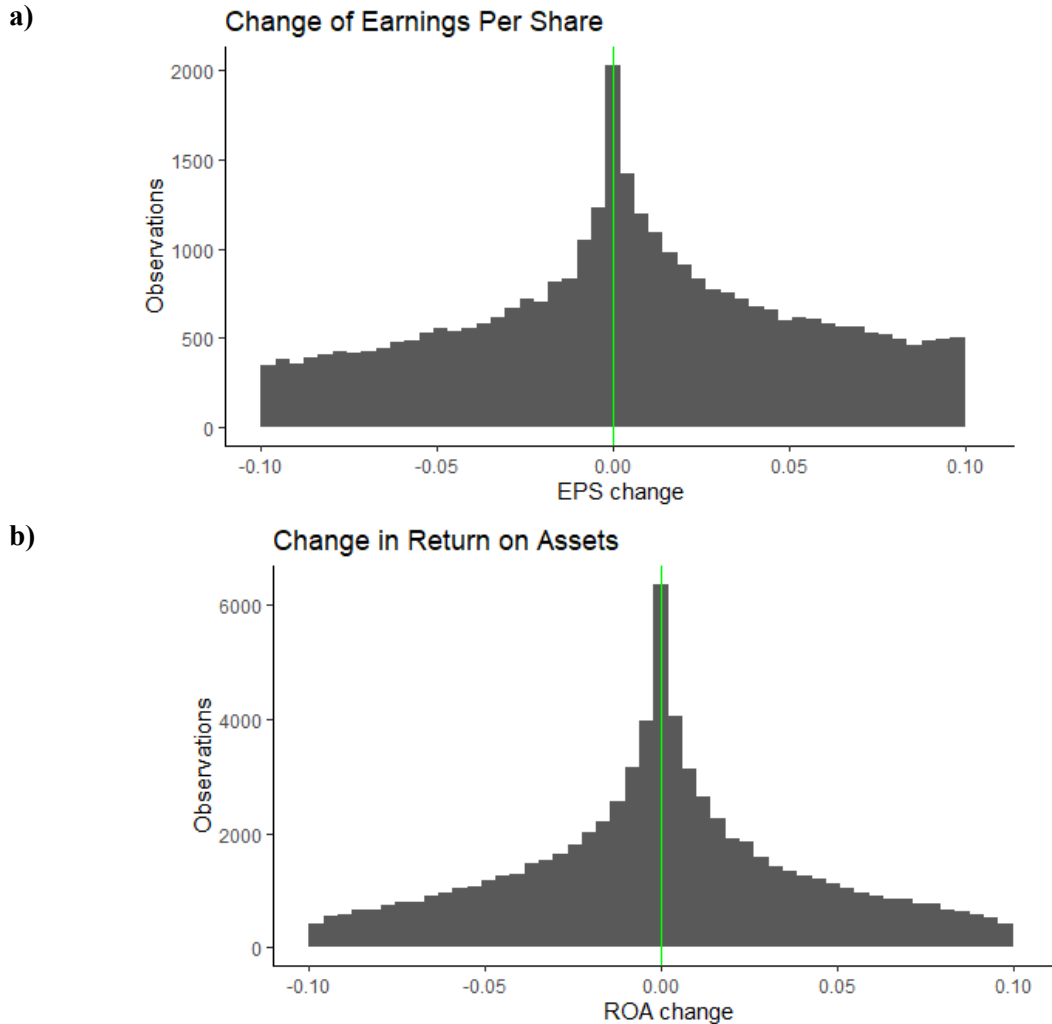 a)
Change of Earnings Per Share
2000
1500
1000
500
0
Observations
-0.10 -0.05 0.00 0.05 0.10
EPS change
b)
Change in Return on Assets
6000
4000
2000
0
Observations
-0.10 -0.05 0.00 0.05 0.10
ROA change